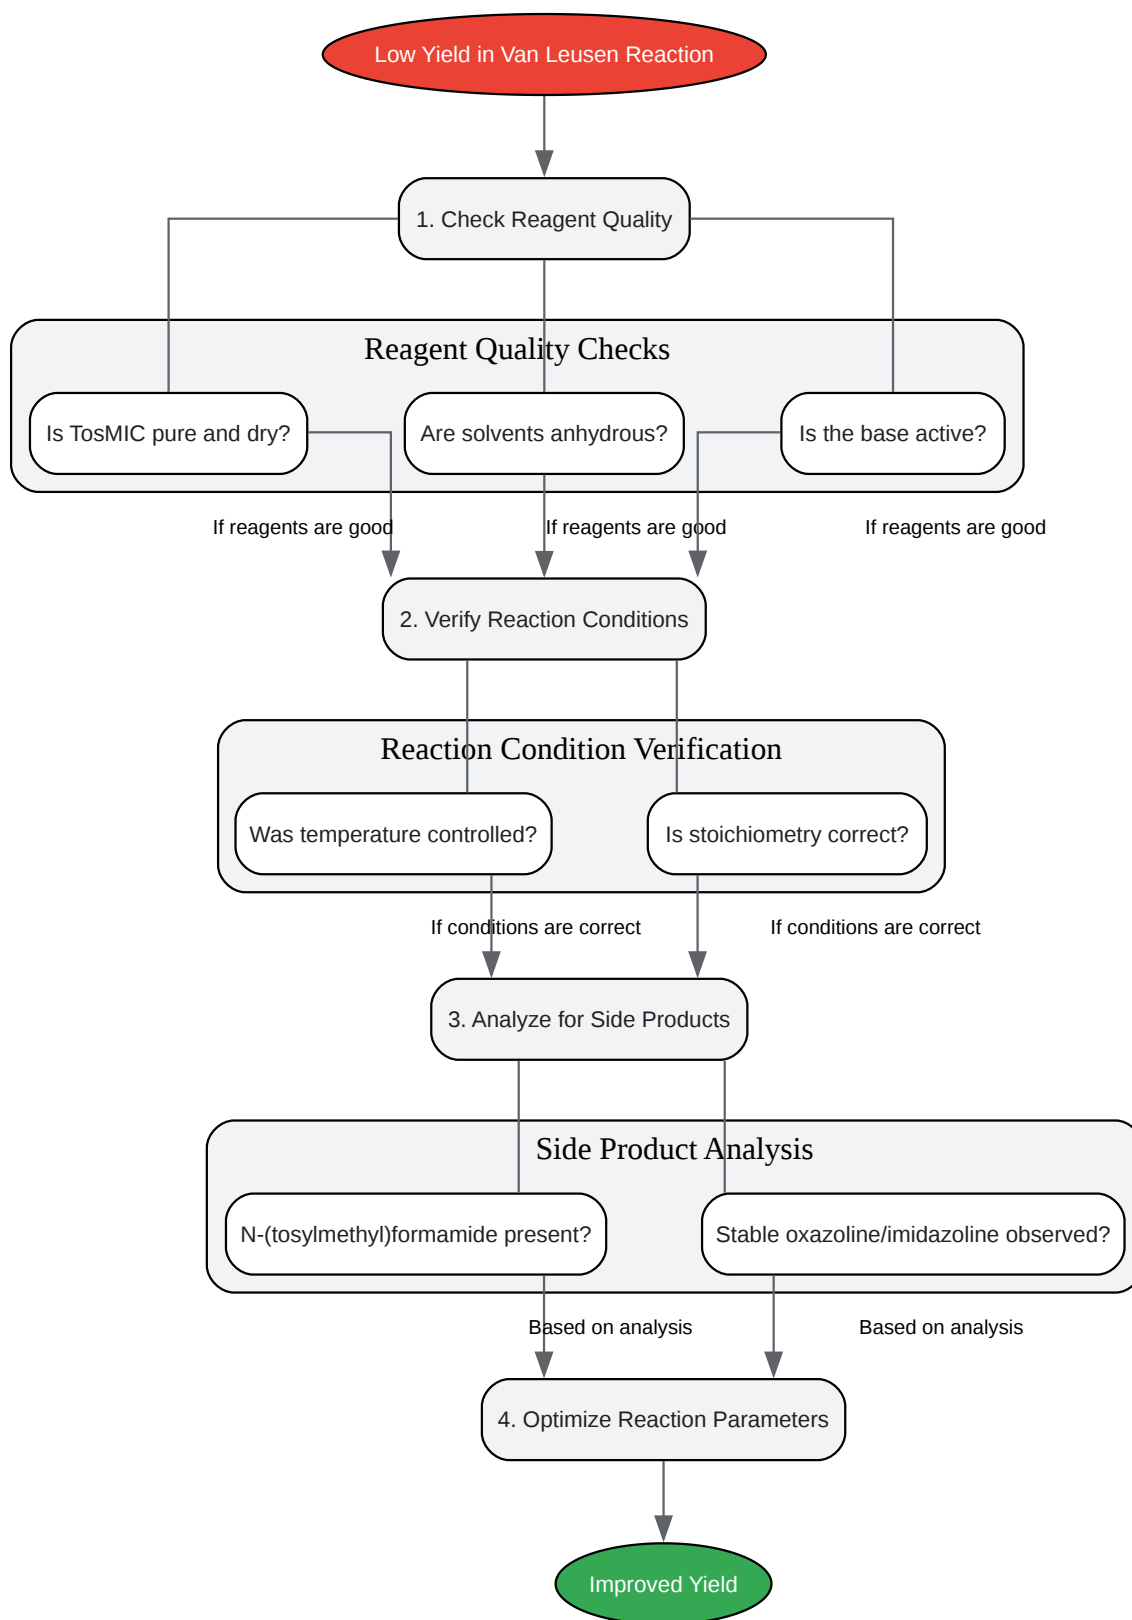 Low Yield in Van Leusen Reaction
1. Check Reagent Quality
Reagent Quality Checks
Is TosMIC pure and dry?
Are solvents anhydrous?
Is the base active?
If reagents are good
If reagents are good
If reagents are good
2. Verify Reaction Conditions
Reaction Condition Verification
Was temperature controlled?
Is stoichiometry correct?
If conditions are correct
If conditions are correct
3. Analyze for Side Products
Side Product Analysis
N-(tosylmethyl)formamide present?
Stable oxazoline/imidazoline observed?
Based on analysis
Based on analysis
4. Optimize Reaction Parameters
Improved Yield